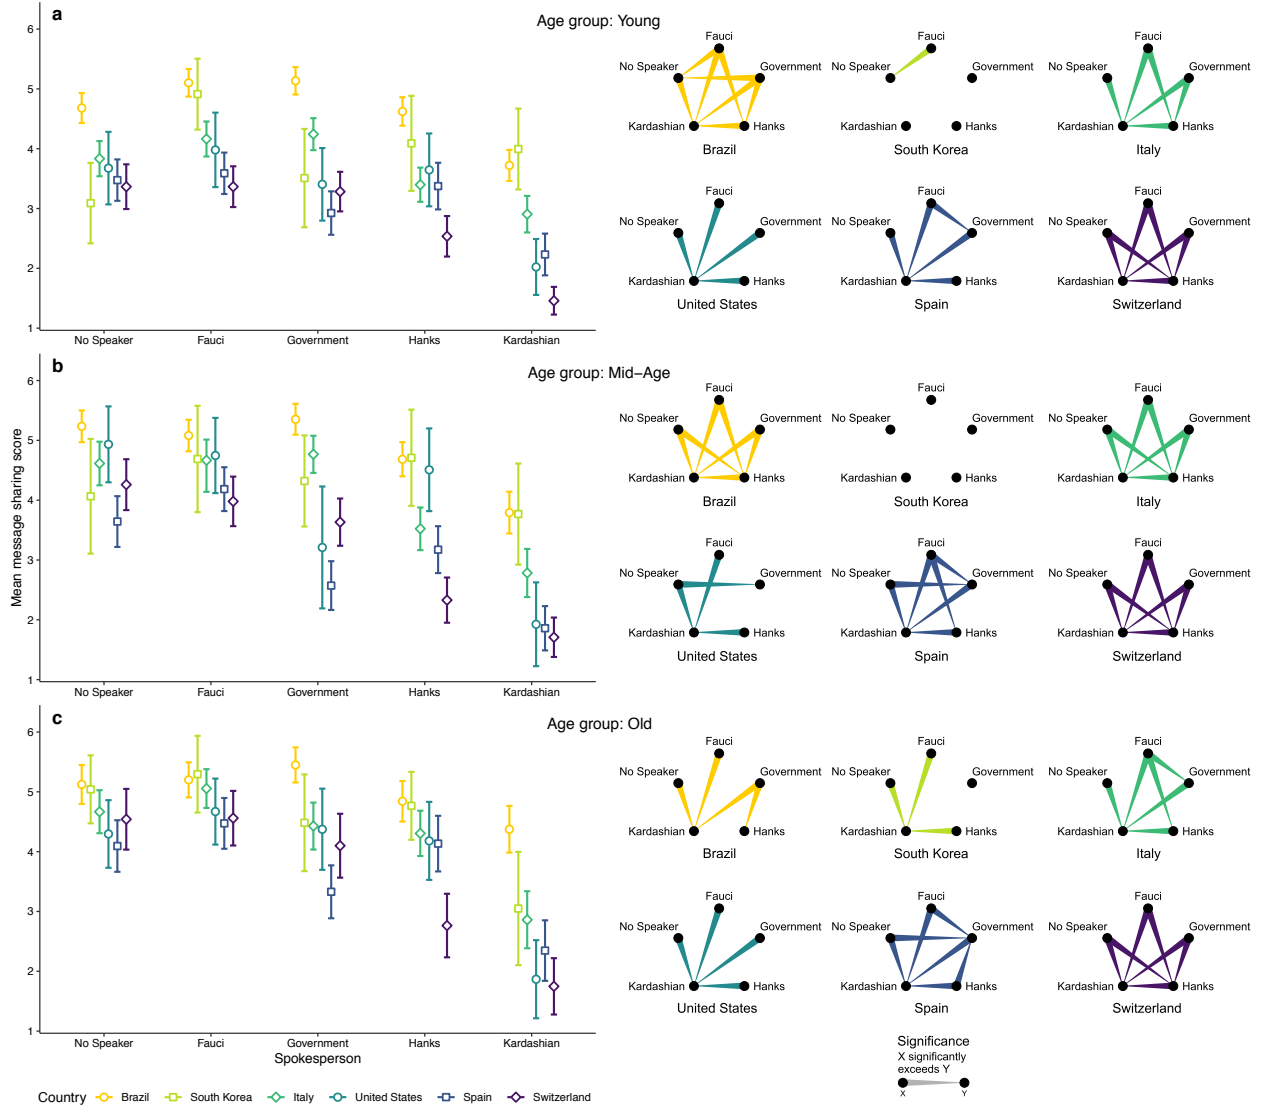 a
Age group: Young
6
5
4
3
2
1
No Speaker Fauci Government Hanks Kardashian
Fauci
No Speaker Government
Kardashian Hanks
Brazil
Fauci
No Speaker Government
Kardashian Hanks
South Korea
Fauci
No Speaker Government
Kardashian Hanks
Italy
Fauci
No Speaker Government
Kardashian Hanks
United States
Fauci
No Speaker Government
Kardashian Hanks
Spain
Fauci
No Speaker Government
Kardashian Hanks
Switzerland
b
Age group: Mid−Age
Mean message sharing score
6
5
4
3
2
1
No Speaker Fauci Government Hanks Kardashian
Fauci
No Speaker Government
Kardashian Hanks
Brazil
Fauci
No Speaker Government
Kardashian Hanks
South Korea
Fauci
No Speaker Government
Kardashian Hanks
Italy
Fauci
No Speaker Government
Kardashian Hanks
United States
Fauci
No Speaker Government
Kardashian Hanks
Spain
Fauci
No Speaker Government
Kardashian Hanks
Switzerland
c
Age group: Old
6
5
4
3
2
1
No Speaker Fauci Government Hanks Kardashian
Spokesperson
Fauci
No Speaker Government
Kardashian Hanks
Brazil
Fauci
No Speaker Government
Kardashian Hanks
South Korea
Fauci
No Speaker Government
Kardashian Hanks
Italy
Fauci
No Speaker Government
Kardashian Hanks
United States
Fauci
No Speaker Government
Kardashian Hanks
Spain
Fauci
No Speaker Government
Kardashian Hanks
Switzerland
Significance
X significantly
exceeds Y
X Y
Country Brazil South Korea Italy United States Spain Switzerland